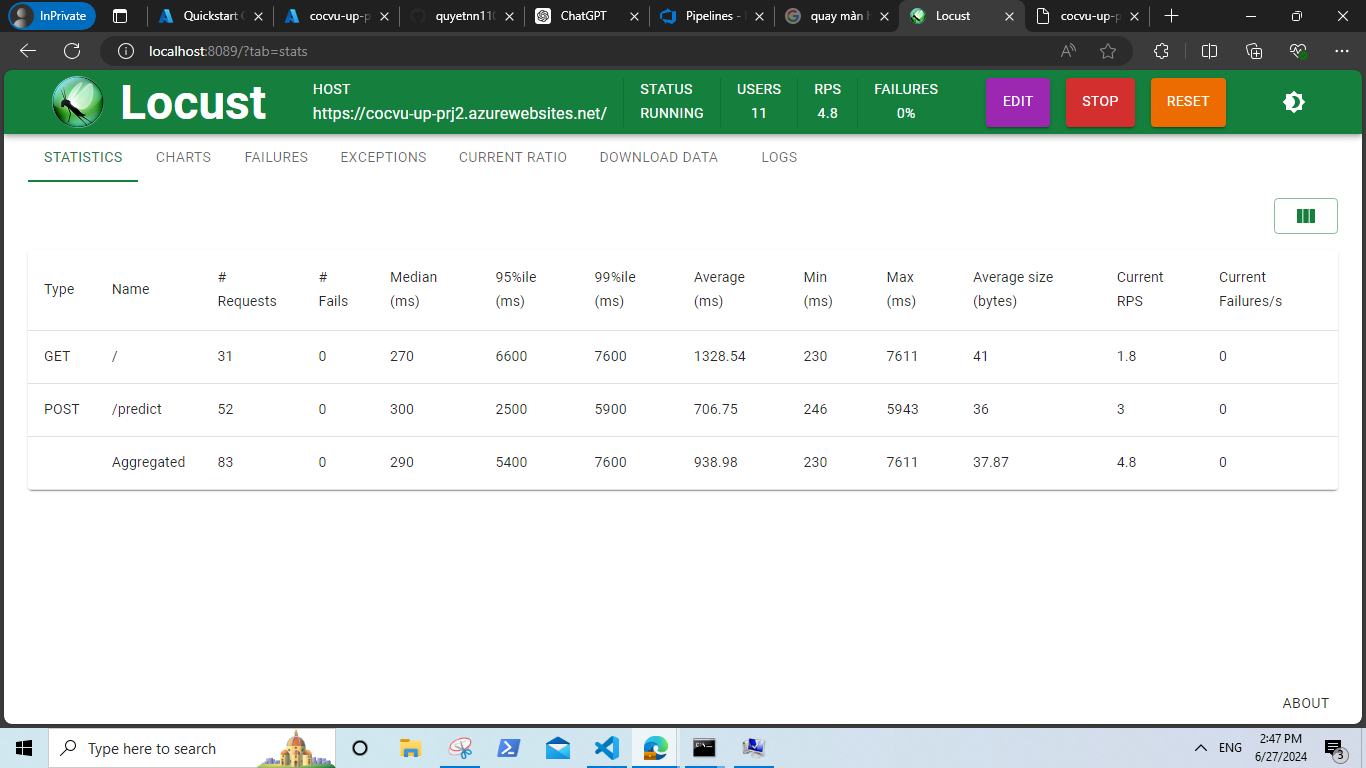 InPrivate
Quickstart
cocvu-up-p
quyetnn110
ChatGPT
Pipelines -
quay màn
Locust
cocvu-up-p
localhost:8089/?tab=stats
Locust
HOST
https://cocvu-up-prj2.azurewebsites.net/
STATUS
RUNNING
USERS
11
RPS
4.8
FAILURES
0%
EDIT
STOP
RESET
STATISTICS CHARTS FAILURES EXCEPTIONS CURRENT RATIO DOWNLOAD DATA LOGS
Type Name # Requests # Fails Median (ms) 95%ile (ms) 99%ile (ms) Average (ms) Min (ms) Max (ms) Average size (bytes) Current RPS Current Failures/s
GET / 31 0 270 6600 7600 1328.54 230 7611 41 1.8 0
POST /predict 52 0 300 2500 5900 706.75 246 5943 36 3 0
Aggregated 83 0 290 5400 7600 938.98 230 7611 37.87 4.8 0
ABOUT
Type here to search
ENG
2:47 PM
6/27/2024
3